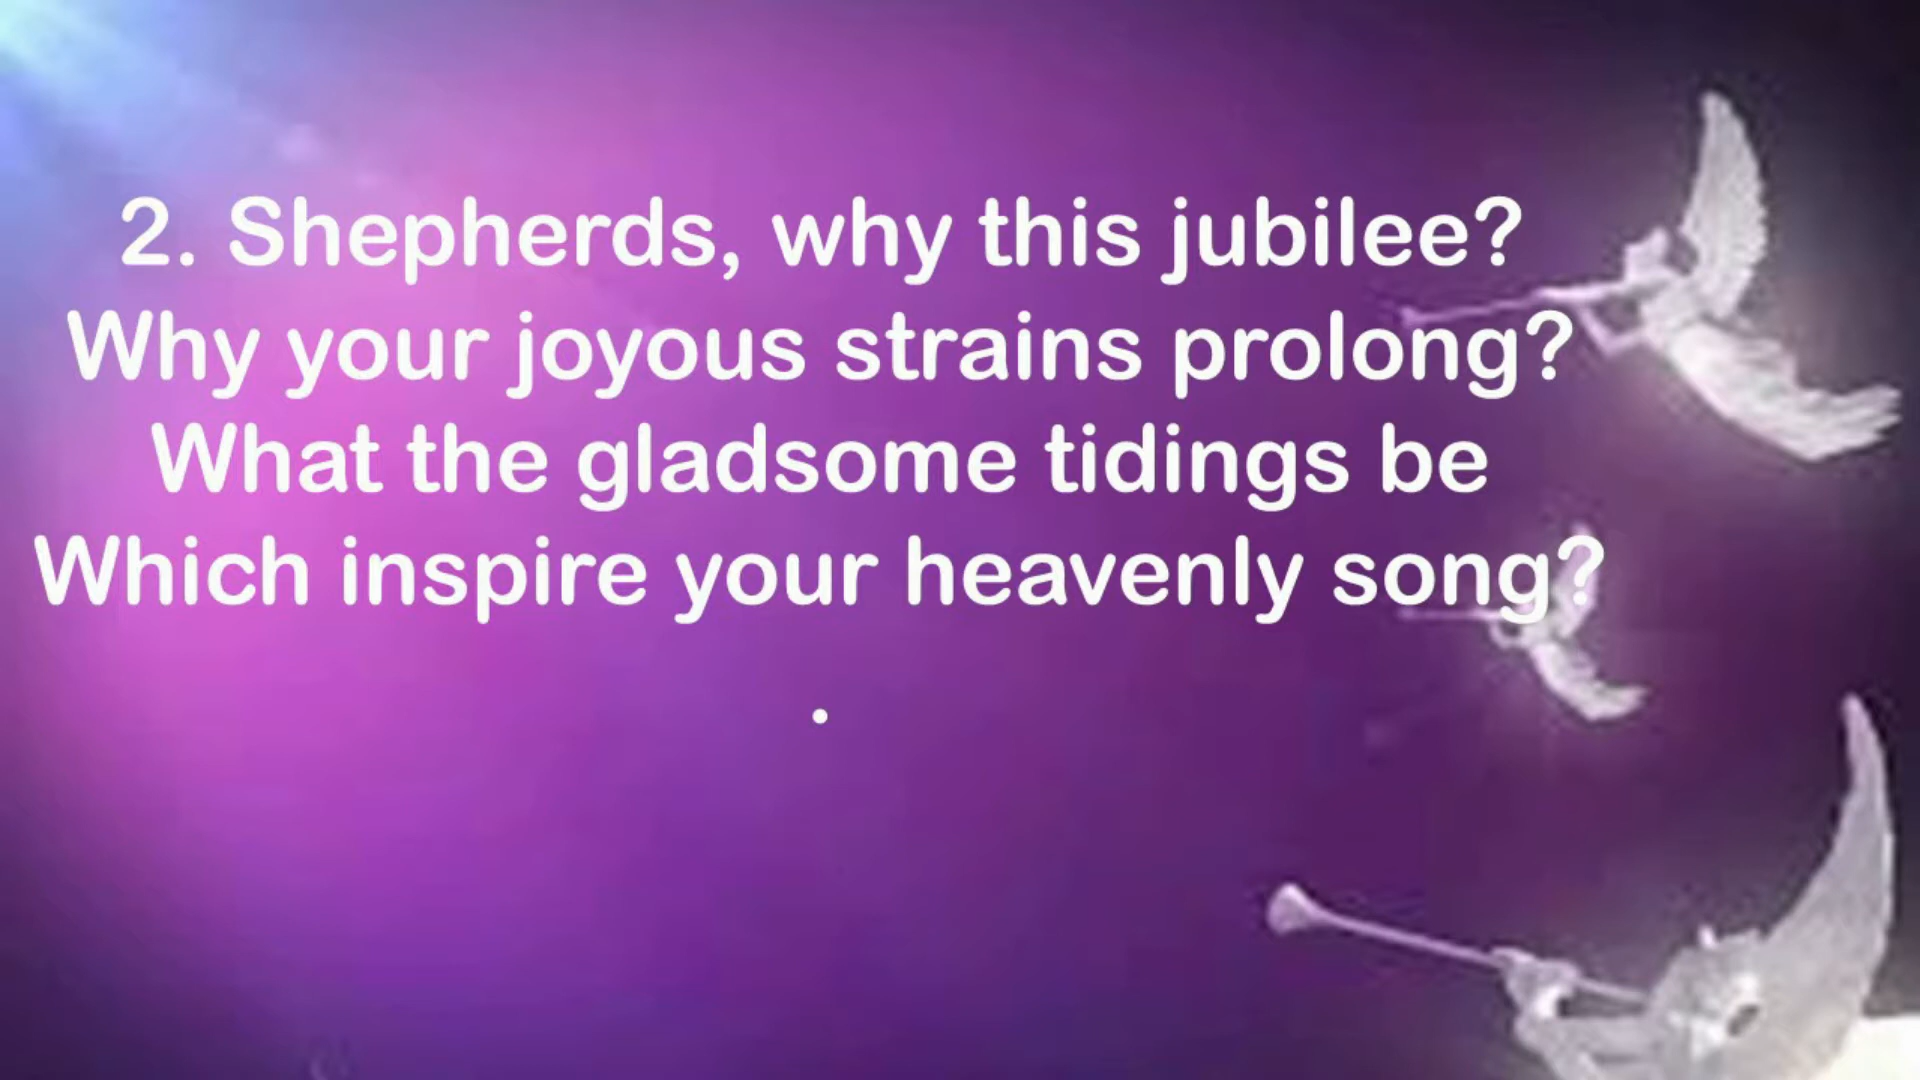 2. Shepherds, why this jubilee?
Why your joyous strains prolong?
What the gladsome tidings be
Which inspire your heavenly song?
.